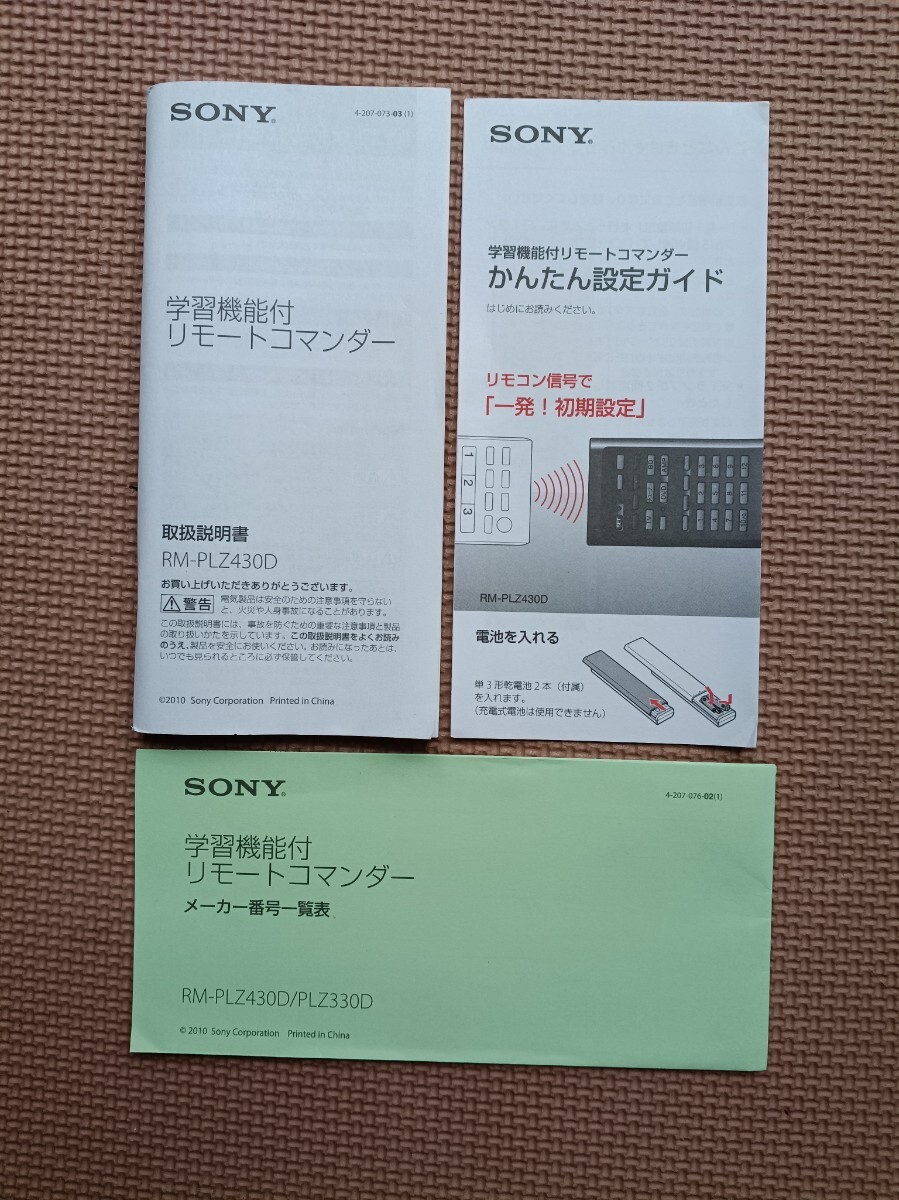 SONY®
4-207-073-03 (1)
学習機能付
リモートコマンダー
取扱説明書
RM-PLZ430D
お買い上げいただきありがとうございます。
警告
電気製品は安全のための注意事項を守らない
と、火災や人身事故になることがあります。
この取扱説明書には、事故を防ぐための重要な注意事項と製品
の取り扱いかたを示しています。この取扱説明書をよくお読み
のうえ、製品を安全にお使いください。お読みになったあとは、
いつでも見られるところに必ず保管してください。
©2010 Sony Corporation Printed in China
SONY®
学習機能付リモートコマンダー
かんたん設定ガイド
はじめにお読みください。
リモコン信号で
「一発！初期設定」
1
2
3
RM-PLZ430D
電池を入れる
単3形乾電池2本（付属）
を入れます。
（充電式電池は使用できません）
SONY®
4-207-076-02(1)
学習機能付
リモートコマンダー
メーカー番号一覧表
RM-PLZ430D/PLZ330D
© 2010 Sony Corporation Printed in China